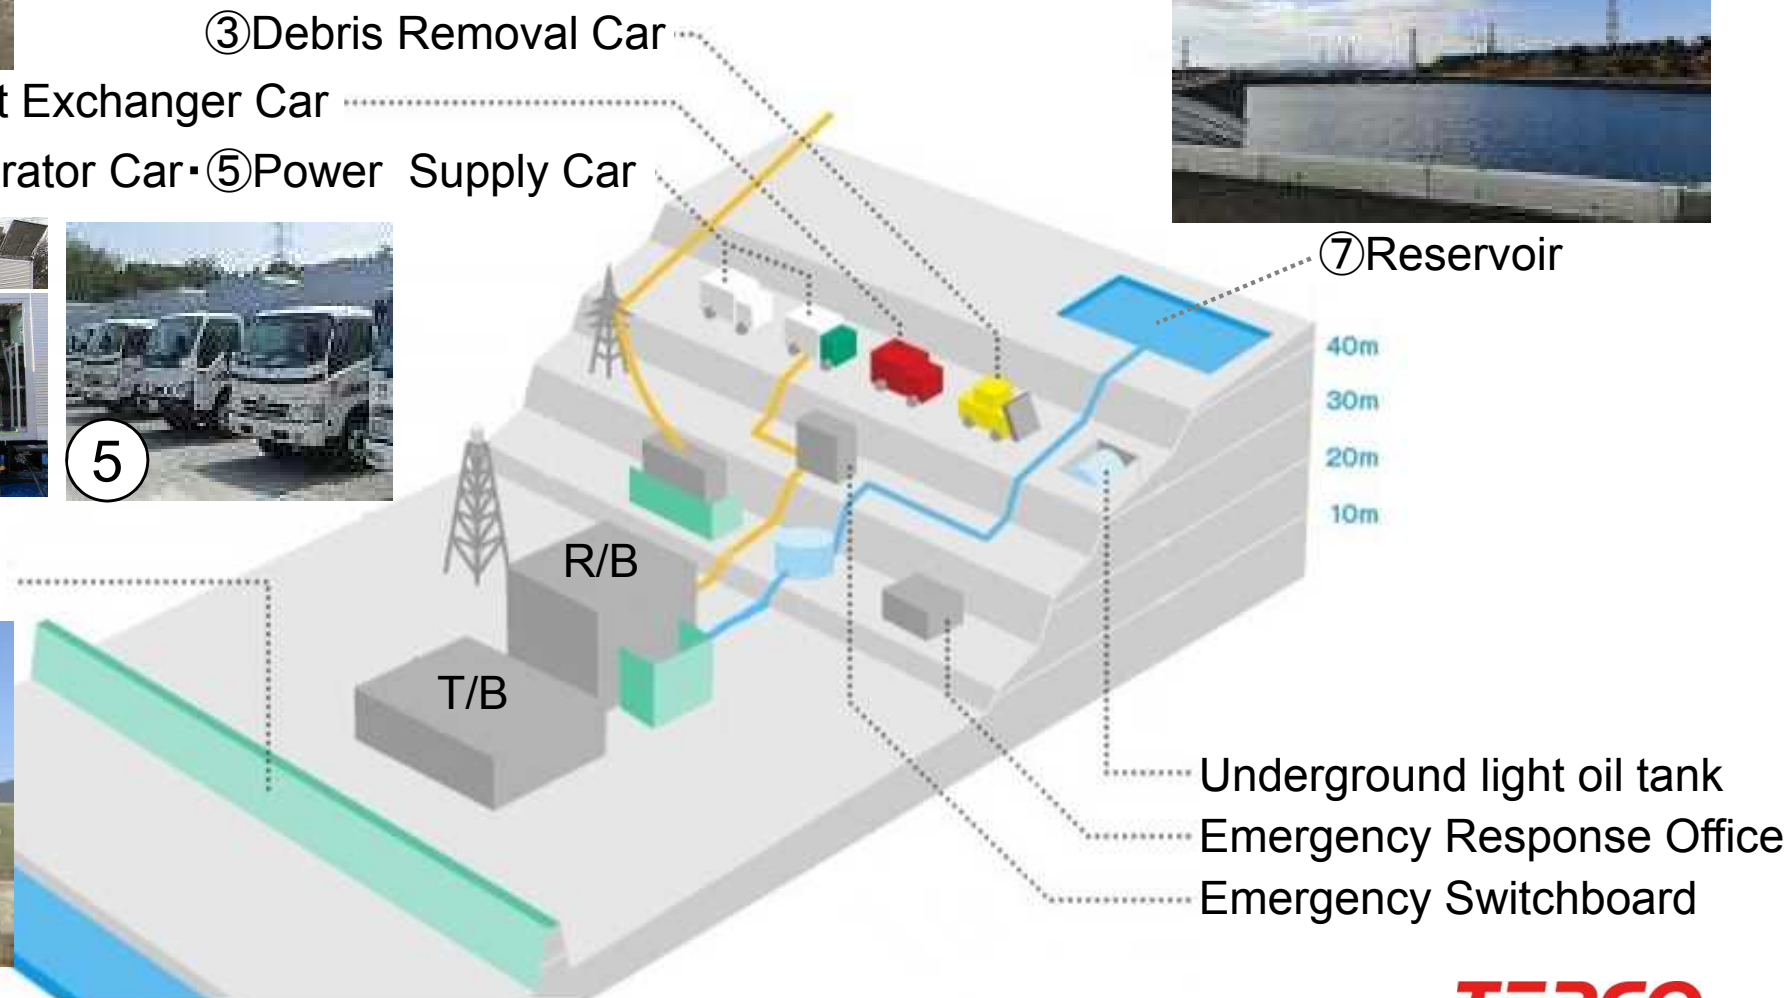 ③Debris Removal Car
t Exchanger Car
rator Car・⑤Power Supply Car
⑦Reservoir
40m
30m
20m
10m
5
R/B
T/B
Underground light oil tank
Emergency Response Office
Emergency Switchboard
TEPCO